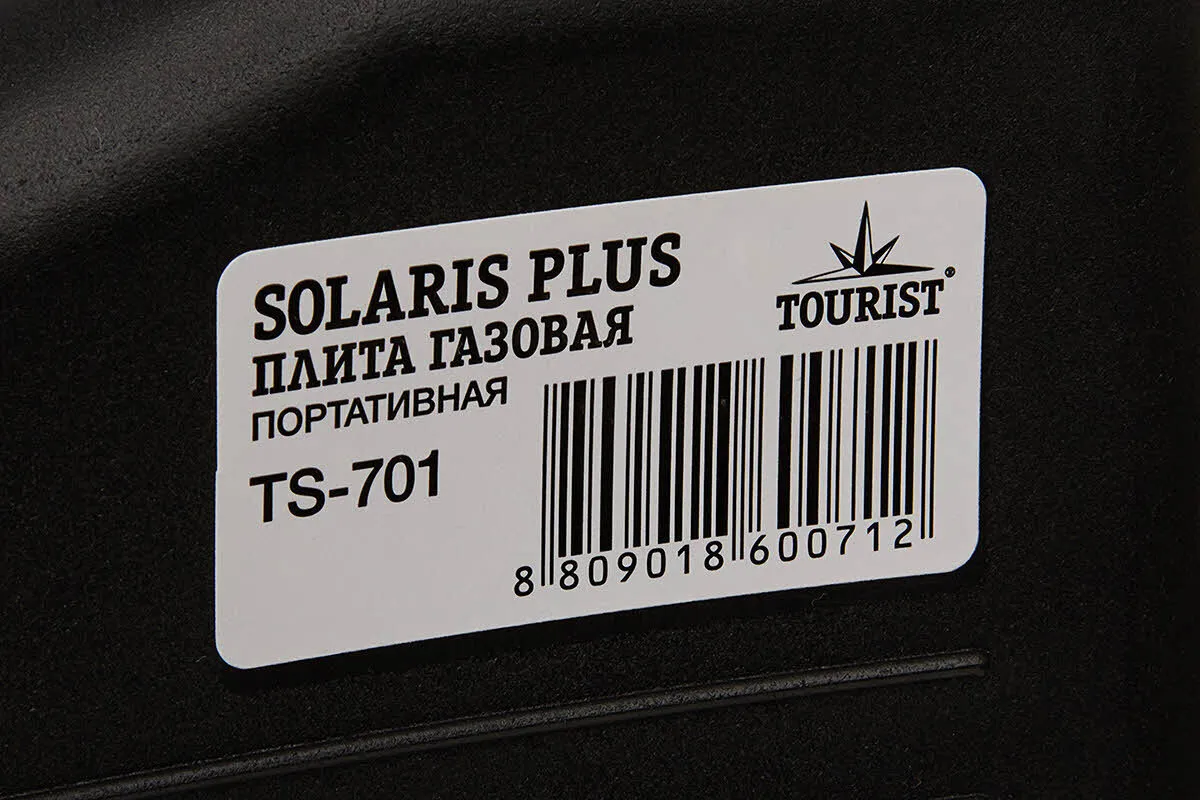 SOLARIS PLUS
ПЛИТА ГАЗОВАЯ
ПОРТАТИВНАЯ
TS-701
TOURIST®
8 809018 600712